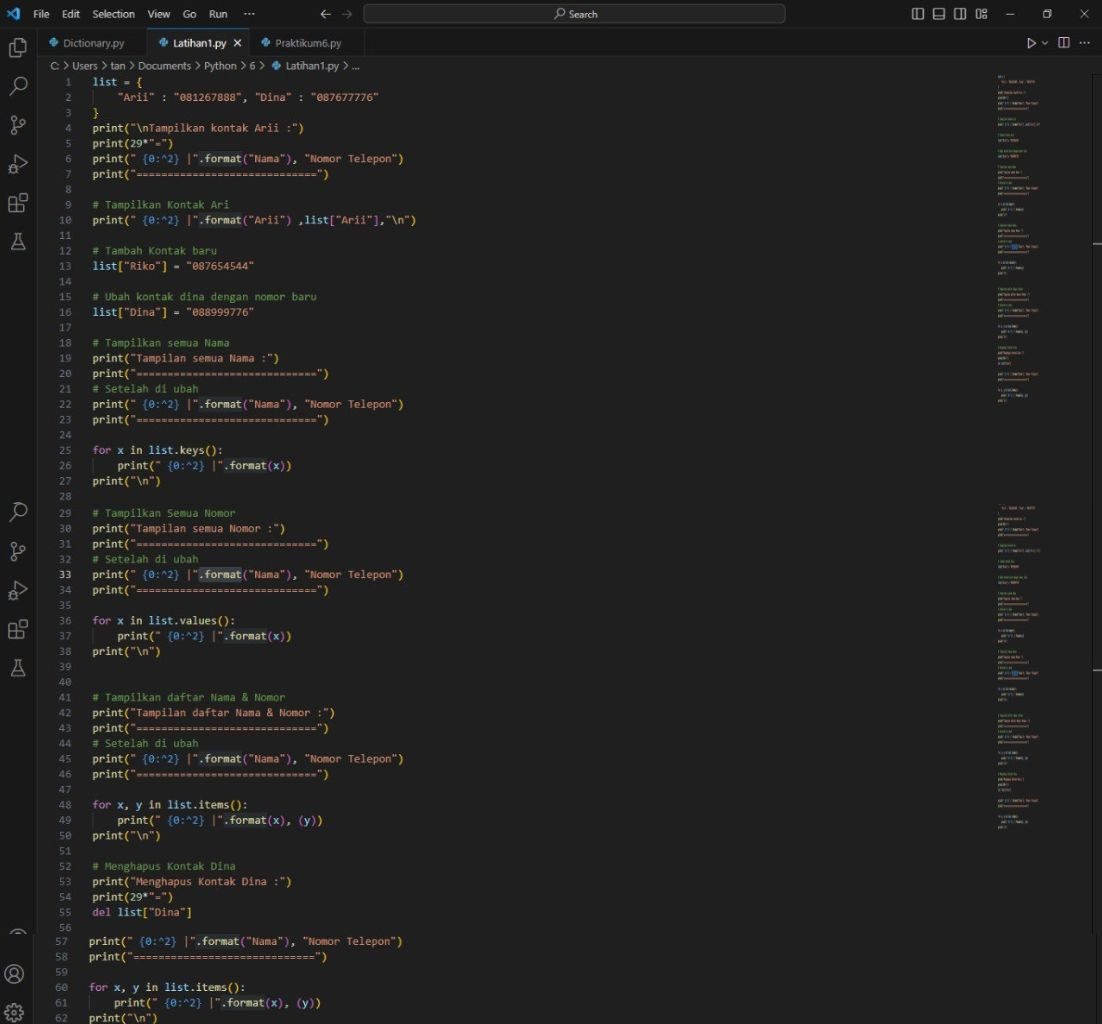 File Edit Selection View Go Run ··· ← → Search
Dictionary.py Latihan1.py × Praktikum6.py
C: > Users > tan > Documents > Python > 6 > Latihan1.py > ...
1 list = {
2 "Arii" : "081267888", "Dina" : "087677776"
3 }
4 print("\nTampilkan kontak Arii :")
5 print(29*"=")
6 print(" {0:^2} |".format("Nama"), "Nomor Telepon")
7 print("=============================")
8
9 # Tampilkan Kontak Ari
10 print(" {0:^2} |".format("Arii") ,list["Arii"],"\n")
11
12 # Tambah Kontak baru
13 list["Riko"] = "087654544"
14
15 # Ubah kontak dina dengan nomor baru
16 list["Dina"] = "088999776"
17
18 # Tampilkan semua Nama
19 print("Tampilan semua Nama :")
20 print("=============================")
21 # Setelah di ubah
22 print(" {0:^2} |".format("Nama"), "Nomor Telepon")
23 print("=============================")
24
25 for x in list.keys():
26 print(" {0:^2} |".format(x))
27 print("\n")
28
29 # Tampilkan Semua Nomor
30 print("Tampilan semua Nomor :")
31 print("=============================")
32 # Setelah di ubah
33 print(" {0:^2} |".format("Nama"), "Nomor Telepon")
34 print("=============================")
35
36 for x in list.values():
37 print(" {0:^2} |".format(x))
38 print("\n")
39
40
41 # Tampilkan daftar Nama & Nomor
42 print("Tampilan daftar Nama & Nomor :")
43 print("=============================")
44 # Setelah di ubah
45 print(" {0:^2} |".format("Nama"), "Nomor Telepon")
46 print("=============================")
47
48 for x, y in list.items():
49 print(" {0:^2} |".format(x), (y))
50 print("\n")
51
52 # Menghapus Kontak Dina
53 print("Menghapus Kontak Dina :")
54 print(29*"=")
55 del list["Dina"]
56
57 print(" {0:^2} |".format("Nama"), "Nomor Telepon")
58 print("=============================")
59
60 for x, y in list.items():
61 print(" {0:^2} |".format(x), (y))
62 print("\n")